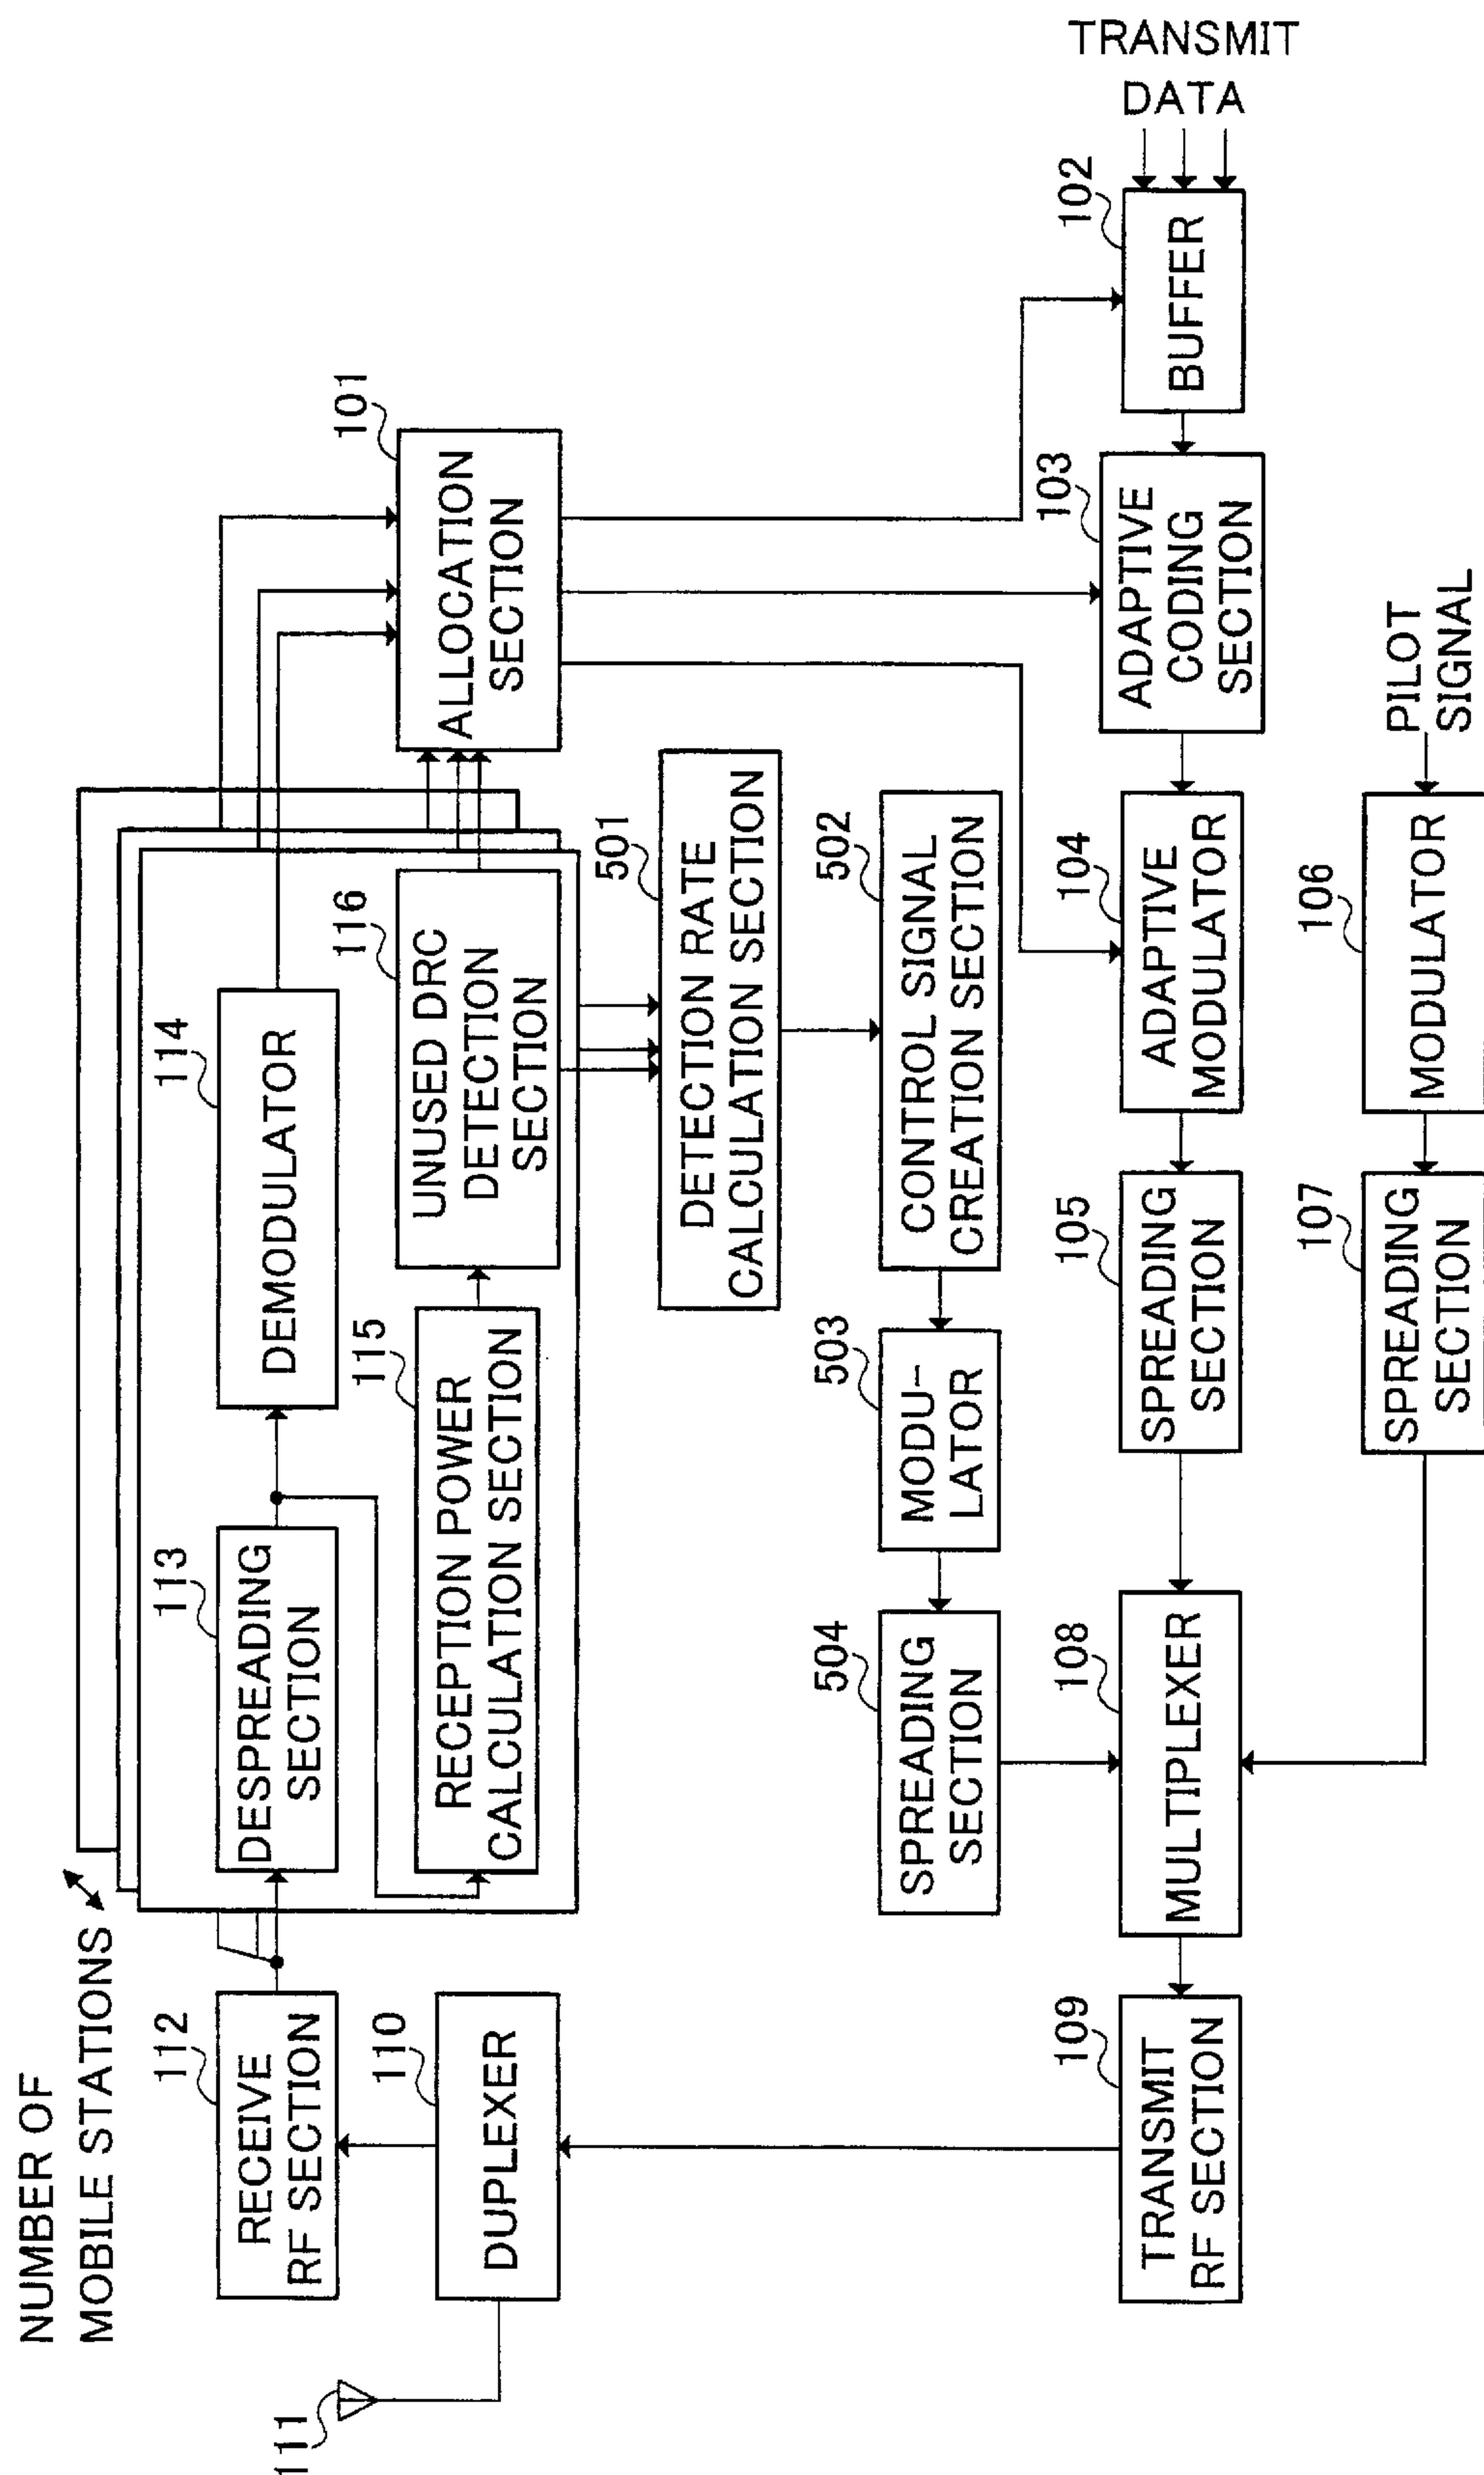 NUMBER OF
MOBILE STATIONS
111
112
RECEIVE
RF SECTION
110
DUPLEXER
113
DESPREADING
SECTION
114
DEMODULATOR
115
RECEPTION POWER
CALCULATION SECTION
116
UNUSED DRC
DETECTION
SECTION
101
ALLOCATION
SECTION
501
DETECTION RATE
CALCULATION SECTION
502
CONTROL SIGNAL
CREATION SECTION
503
MODU-
LATOR
504
SPREADING
SECTION
TRANSMIT
DATA
102
BUFFER
103
ADAPTIVE
CODING
SECTION
104
ADAPTIVE
MODULATOR
105
SPREADING
SECTION
108
MULTIPLEXER
109
TRANSMIT
RF SECTION
PILOT
SIGNAL
106
MODULATOR
107
SPREADING
SECTION